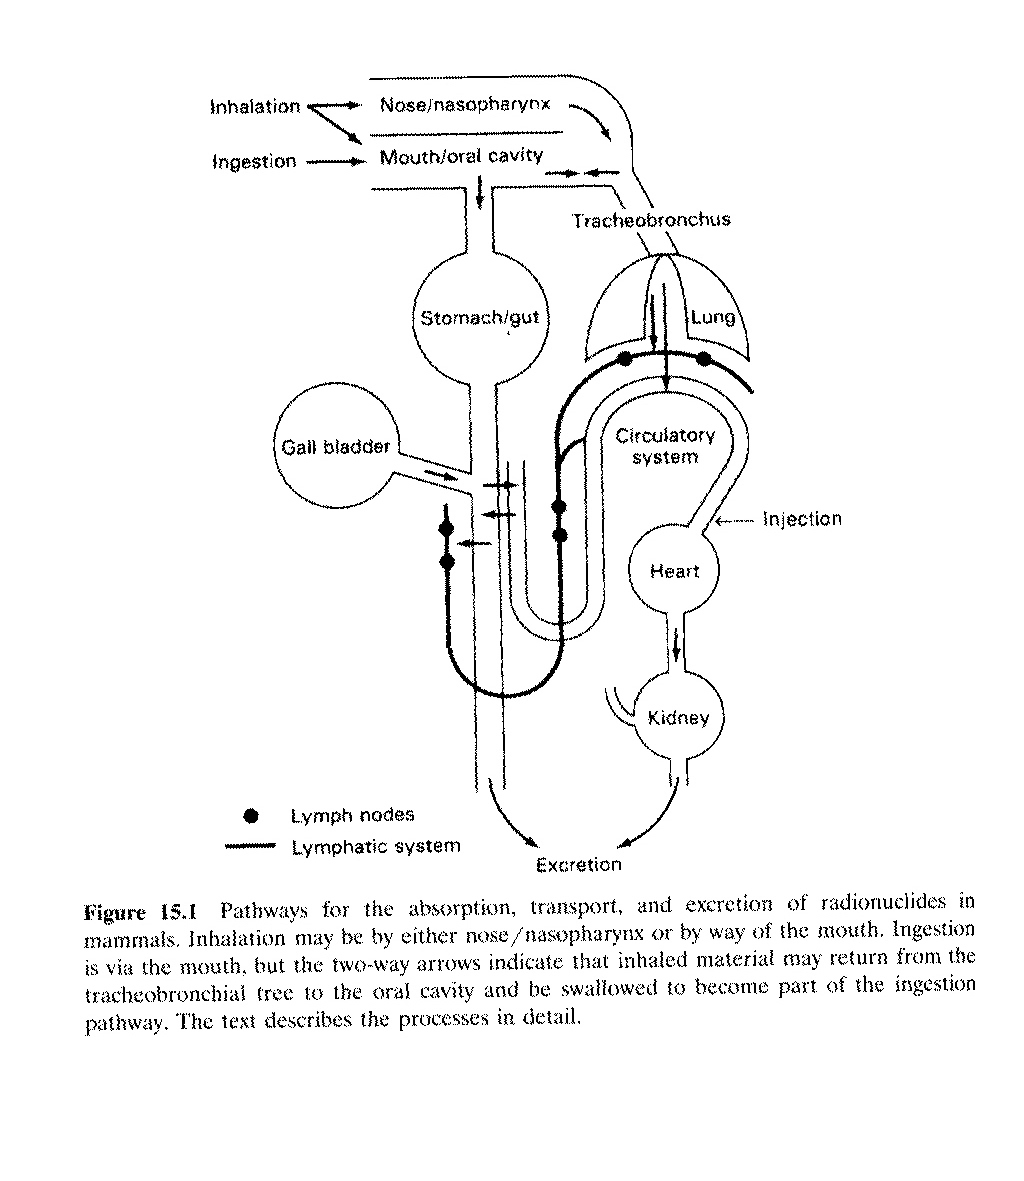 Inhalation
Nose/nasopharynx
Ingestion
Mouth/oral cavity
Tracheobronchus
Stomach/gut
Lung
Gall bladder
Circulatory
system
Injection
Heart
Kidney
Lymph nodes
Lymphatic system
Excretion
Figure 15.1 Pathways for the absorption, transport, and excretion of radionuclides in
mammals. Inhalation may be by either nose/nasopharynx or by way of the mouth. Ingestion
is via the mouth, but the two-way arrows indicate that inhaled material may return from the
tracheobronchial tree to the oral cavity and be swallowed to become part of the ingestion
pathway. The text describes the processes in detail.